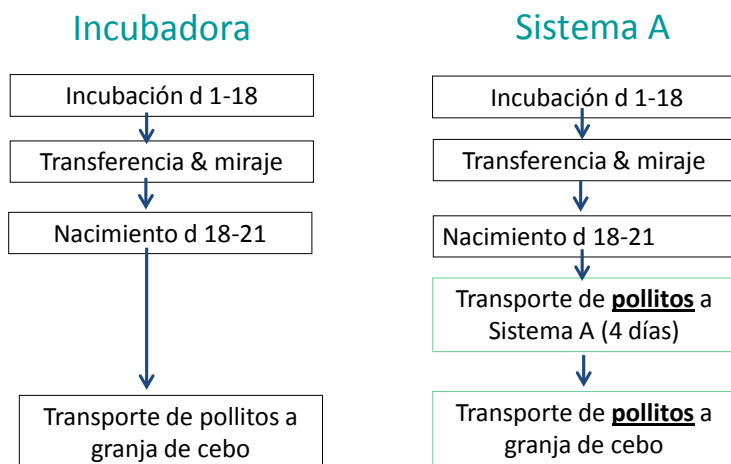 Incubadora
Incubación d 1-18
Transferencia & miraje
Nacimiento d 18-21
Transporte de pollitos a
granja de cebo
Sistema A
Incubación d 1-18
Transferencia & miraje
Nacimiento d 18-21
Transporte de pollitos a
Sistema A (4 días)
Transporte de pollitos a
granja de cebo